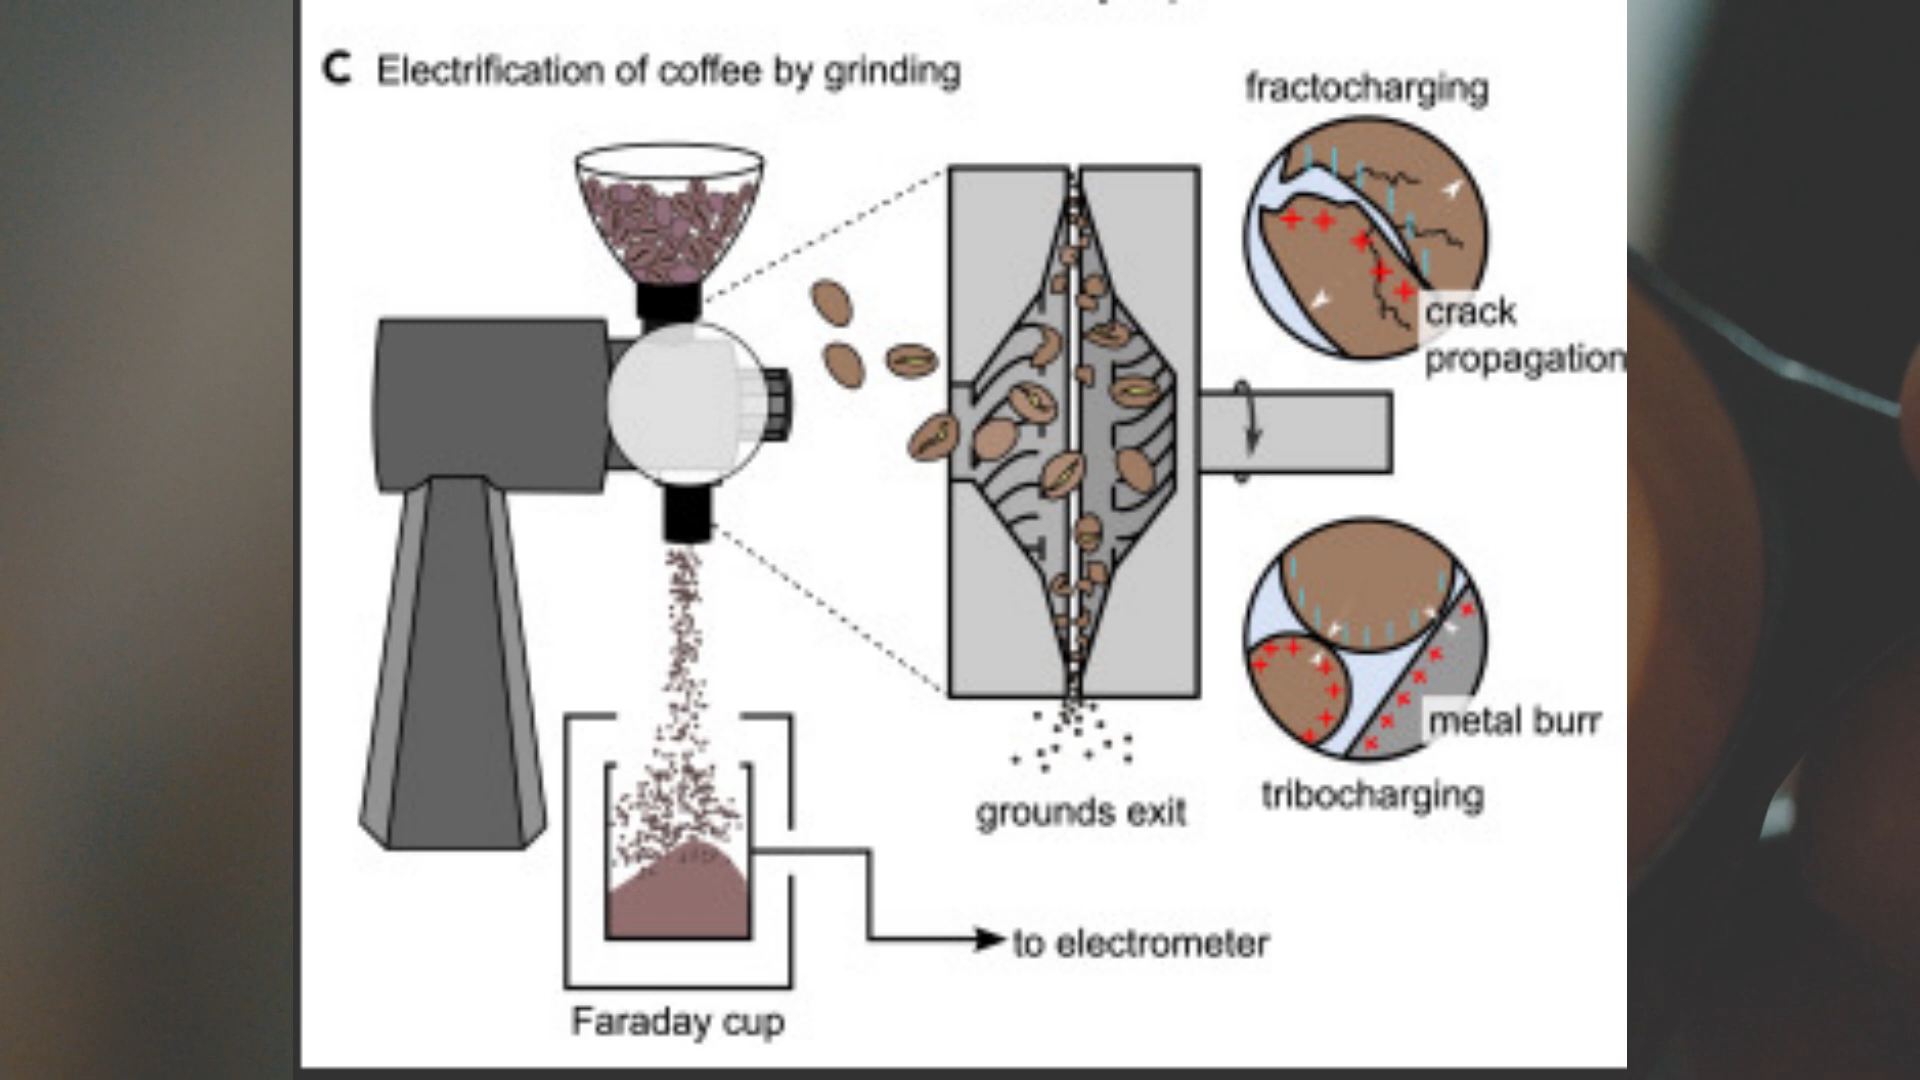 C Electrification of coffee by grinding
fractocharging
crack
propagation
metal burr
tribocharging
grounds exit
to electrometer
Faraday cup